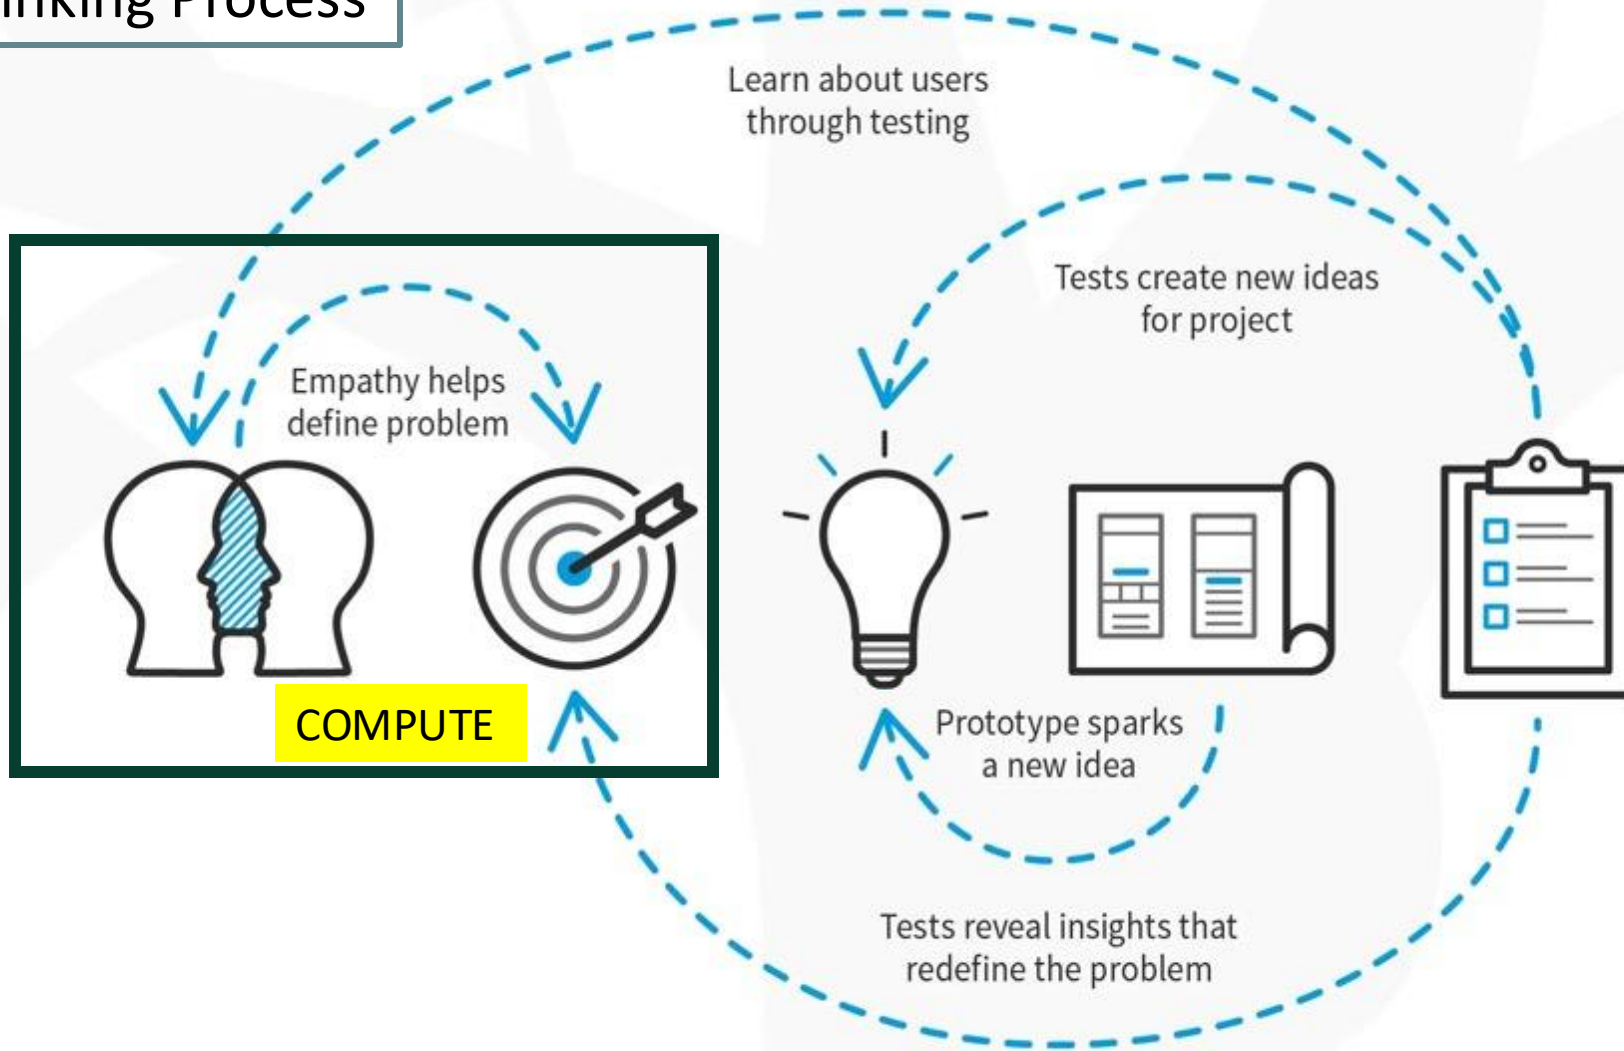 Process
Learn about users
through testing
Tests create new ideas
for project
Empathy helps
define problem
COMPUTE
Prototype sparks
a new idea
Tests reveal insights that
redefine the problem